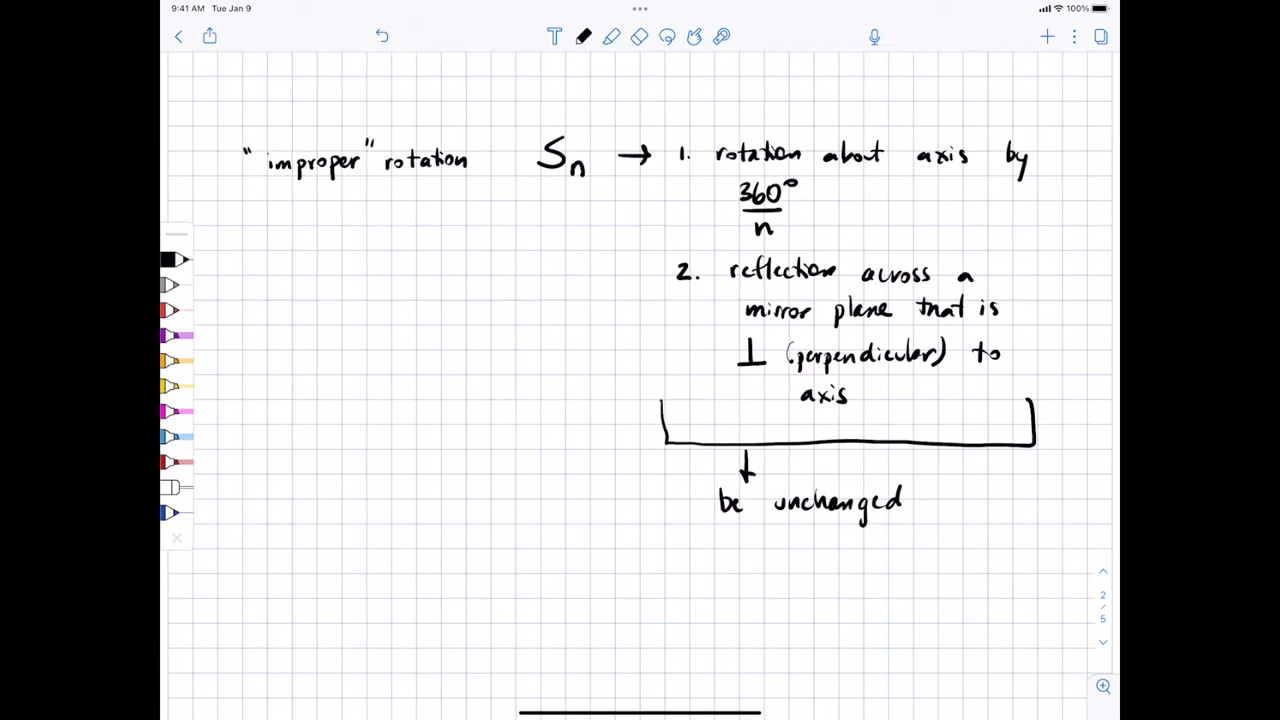 9:41 AM Tue Jan 9
100%
"improper" rotation Sn → 1. rotation about axis by
360°
n
2. reflection across a
mirror plane that is
⊥ (perpendicular) to
axis
be unchanged
2
/
5